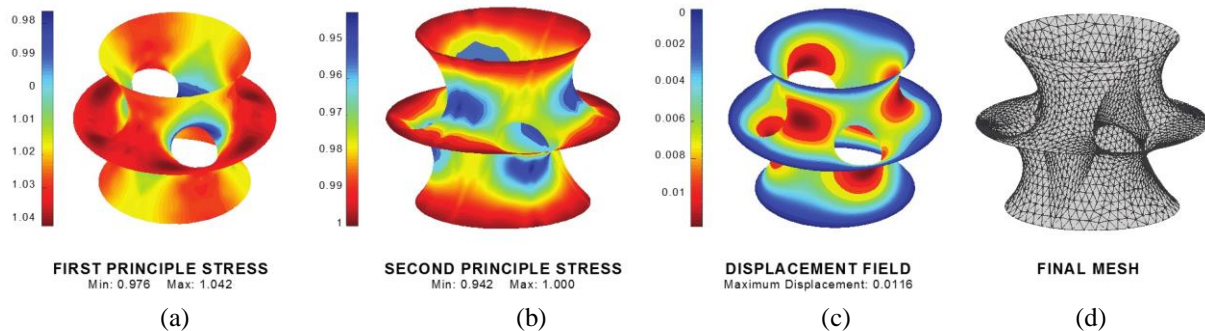 0.98
0.99
0
1.01
1.02
1.03
1.04
0.95
0.95
0.96
0.97
0.98
0.99
1
0
0.002
0.004
0.006
0.008
0.01
FIRST PRINCIPLE STRESS
Min: 0.976 Max: 1.042
(a)
SECOND PRINCIPLE STRESS
Min: 0.942 Max: 1.000
(b)
DISPLACEMENT FIELD
Maximum Displacement: 0.0116
(c)
FINAL MESH
(d)